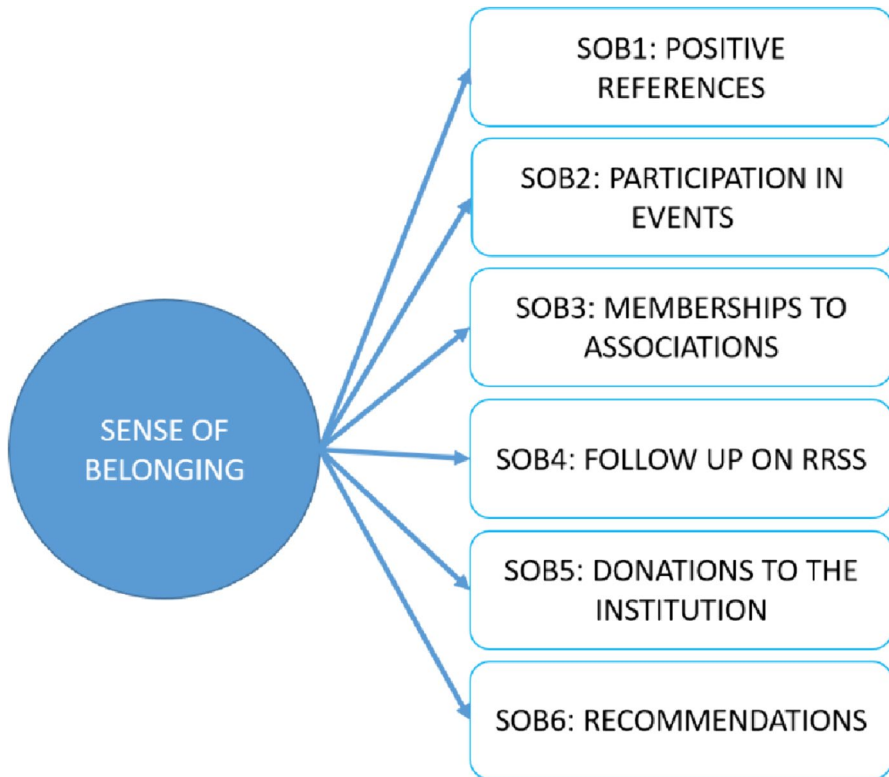 SOB1: POSITIVE
REFERENCES
SOB2: PARTICIPATION IN
EVENTS
SOB3: MEMBERSHIPS TO
ASSOCIATIONS
SENSE OF
BELONGING
SOB4: FOLLOW UP ON RRSS
SOB5: DONATIONS TO THE
INSTITUTION
SOB6: RECOMMENDATIONS